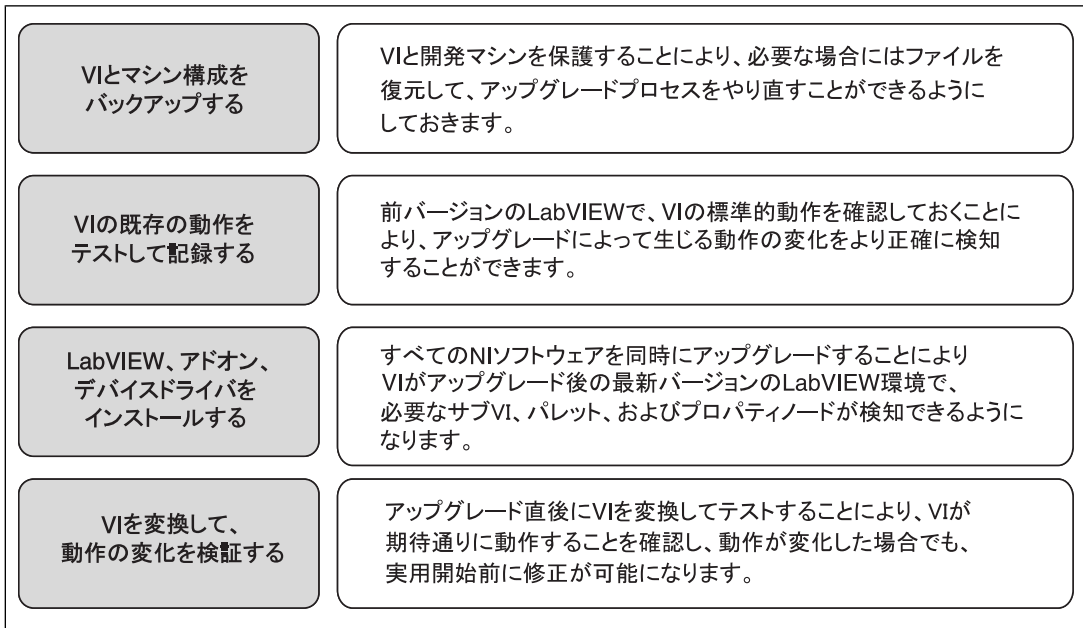 VIとマシン構成を
バックアップする
VIと開発マシンを保護することにより、必要な場合にはファイルを
復元して、アップグレードプロセスをやり直すことができるように
しておきます。
VIの既存の動作を
テストして記録する
前バージョンのLabVIEWで、VIの標準的動作を確認しておくことに
より、アップグレードによって生じる動作の変化をより正確に検知
することができます。
LabVIEW、アドオン、
デバイスドライバを
インストールする
すべてのNIソフトウェアを同時にアップグレードすることにより
VIがアップグレード後の最新バージョンのLabVIEW環境で、
必要なサブVI、パレット、およびプロパティノードが検知できるように
なります。
VIを変換して、
動作の変化を検証する
アップグレード直後にVIを変換してテストすることにより、VIが
期待通りに動作することを確認し、動作が変化した場合でも、
実用開始前に修正が可能になります。